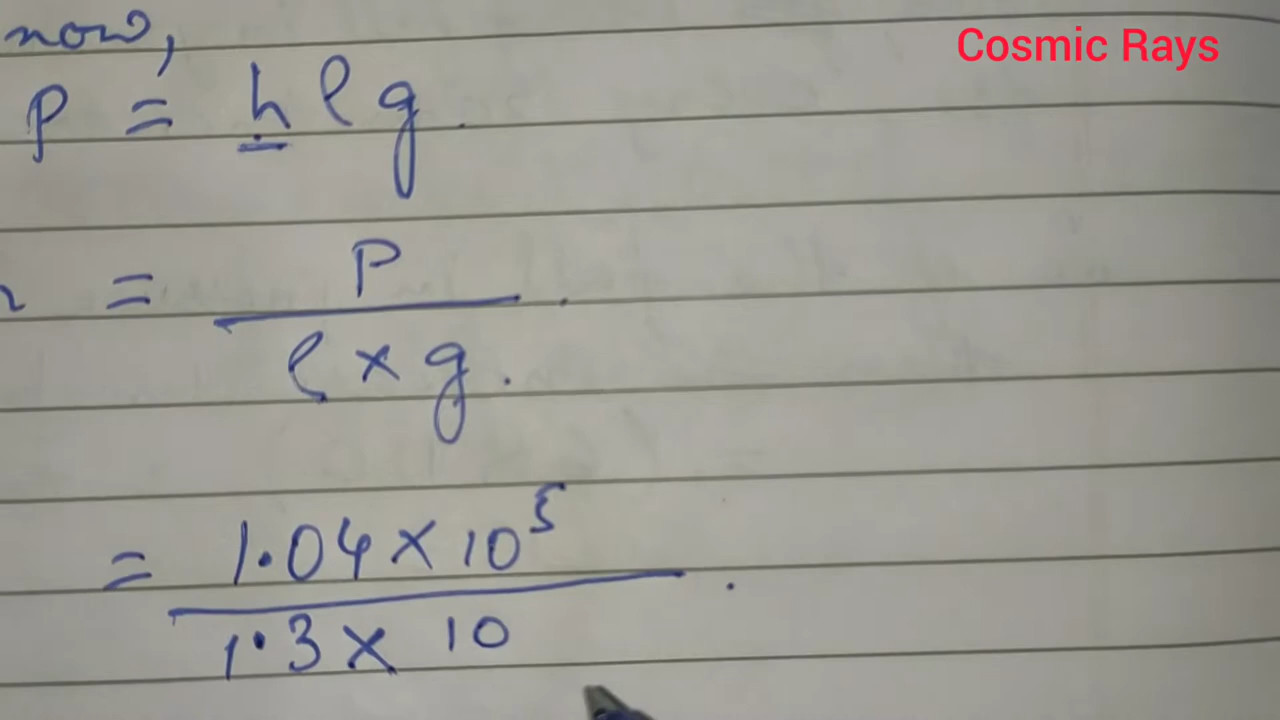 now,
Cosmic Rays
P = hρg.
= P / ρ × g.
= 1.04 × 10⁵ / 1.3 × 10